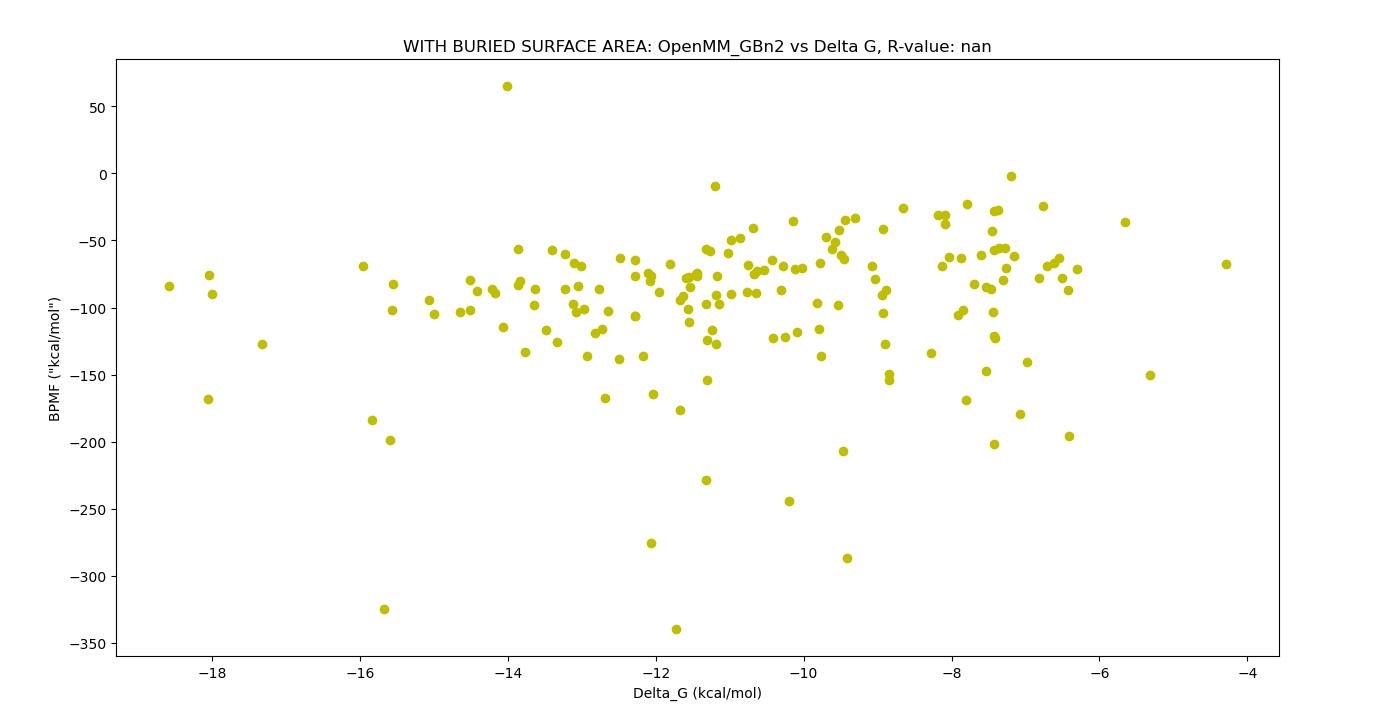 WITH BURIED SURFACE AREA: OpenMM_GBn2 vs Delta G, R-value: nan
50
0
−50
−100
−150
−200
−250
−300
−350
BPMF ("kcal/mol")
−18 −16 −14 −12 −10 −8 −6 −4
Delta_G (kcal/mol)